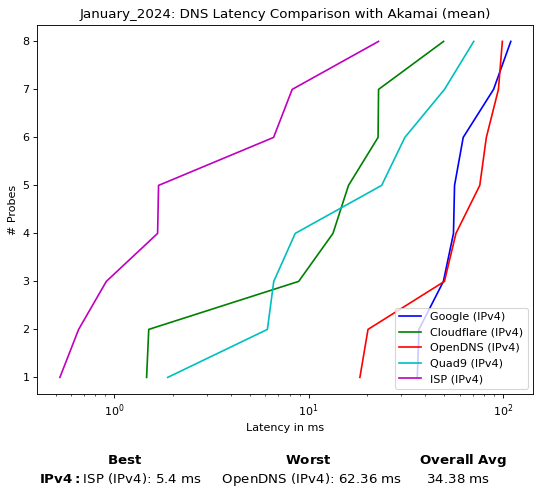 January_2024: DNS Latency Comparison with Akamai (mean)
8
7
6
5
4
3
2
1
# Probes
Google (IPv4)
Cloudflare (IPv4)
OpenDNS (IPv4)
Quad9 (IPv4)
ISP (IPv4)
10⁰ 10¹ 10²
Latency in ms
Best Worst Overall Avg
IPv4: ISP (IPv4): 5.4 ms OpenDNS (IPv4): 62.36 ms 34.38 ms